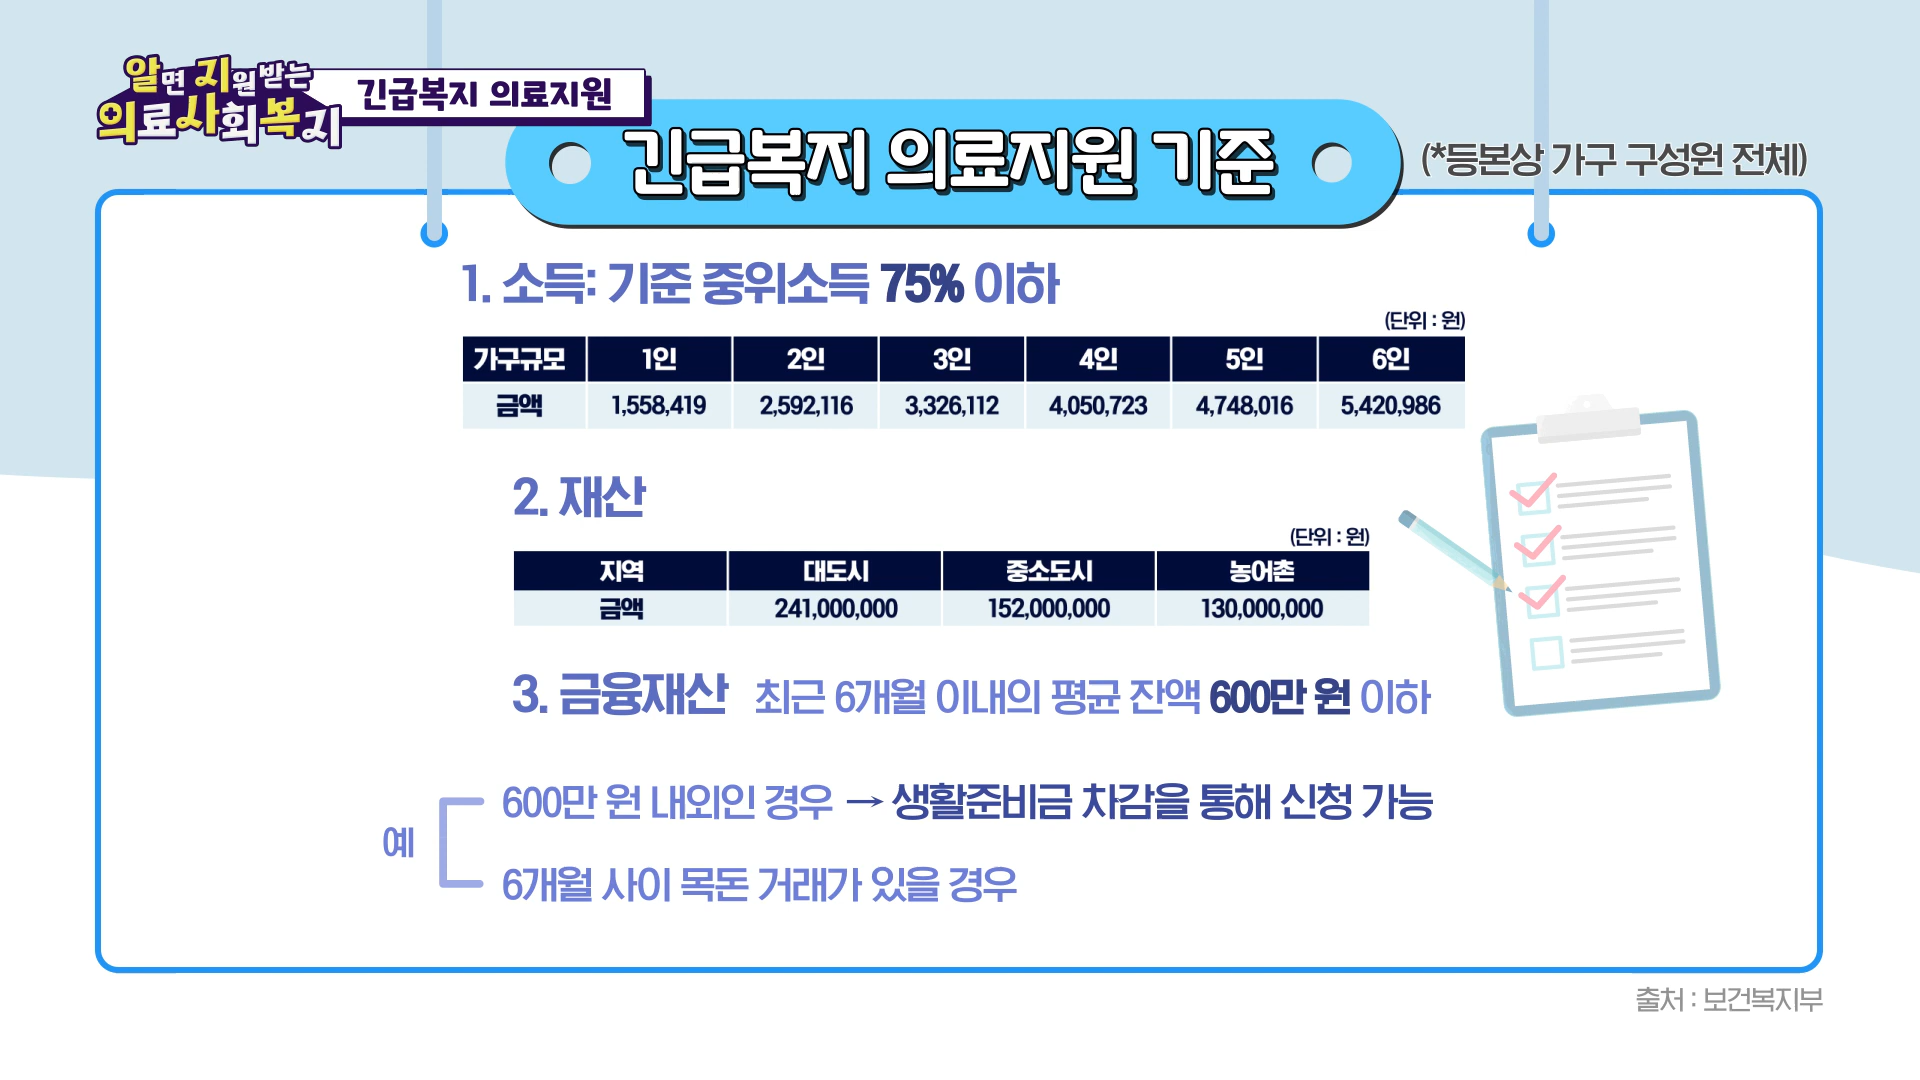 알면 지원받는
의료사회복지
긴급복지 의료지원
긴급복지 의료지원 기준
(*등본상 가구 구성원 전체)
1. 소득: 기준 중위소득 75% 이하
(단위 : 원)
가구규모 1인 2인 3인 4인 5인 6인
금액 1,558,419 2,592,116 3,326,112 4,050,723 4,748,016 5,420,986
2. 재산
(단위 : 원)
지역 대도시 중소도시 농어촌
금액 241,000,000 152,000,000 130,000,000
3. 금융재산 최근 6개월 이내의 평균 잔액 600만 원 이하
예
600만 원 내외인 경우 → 생활준비금 차감을 통해 신청 가능
6개월 사이 목돈 거래가 있을 경우
출처 : 보건복지부